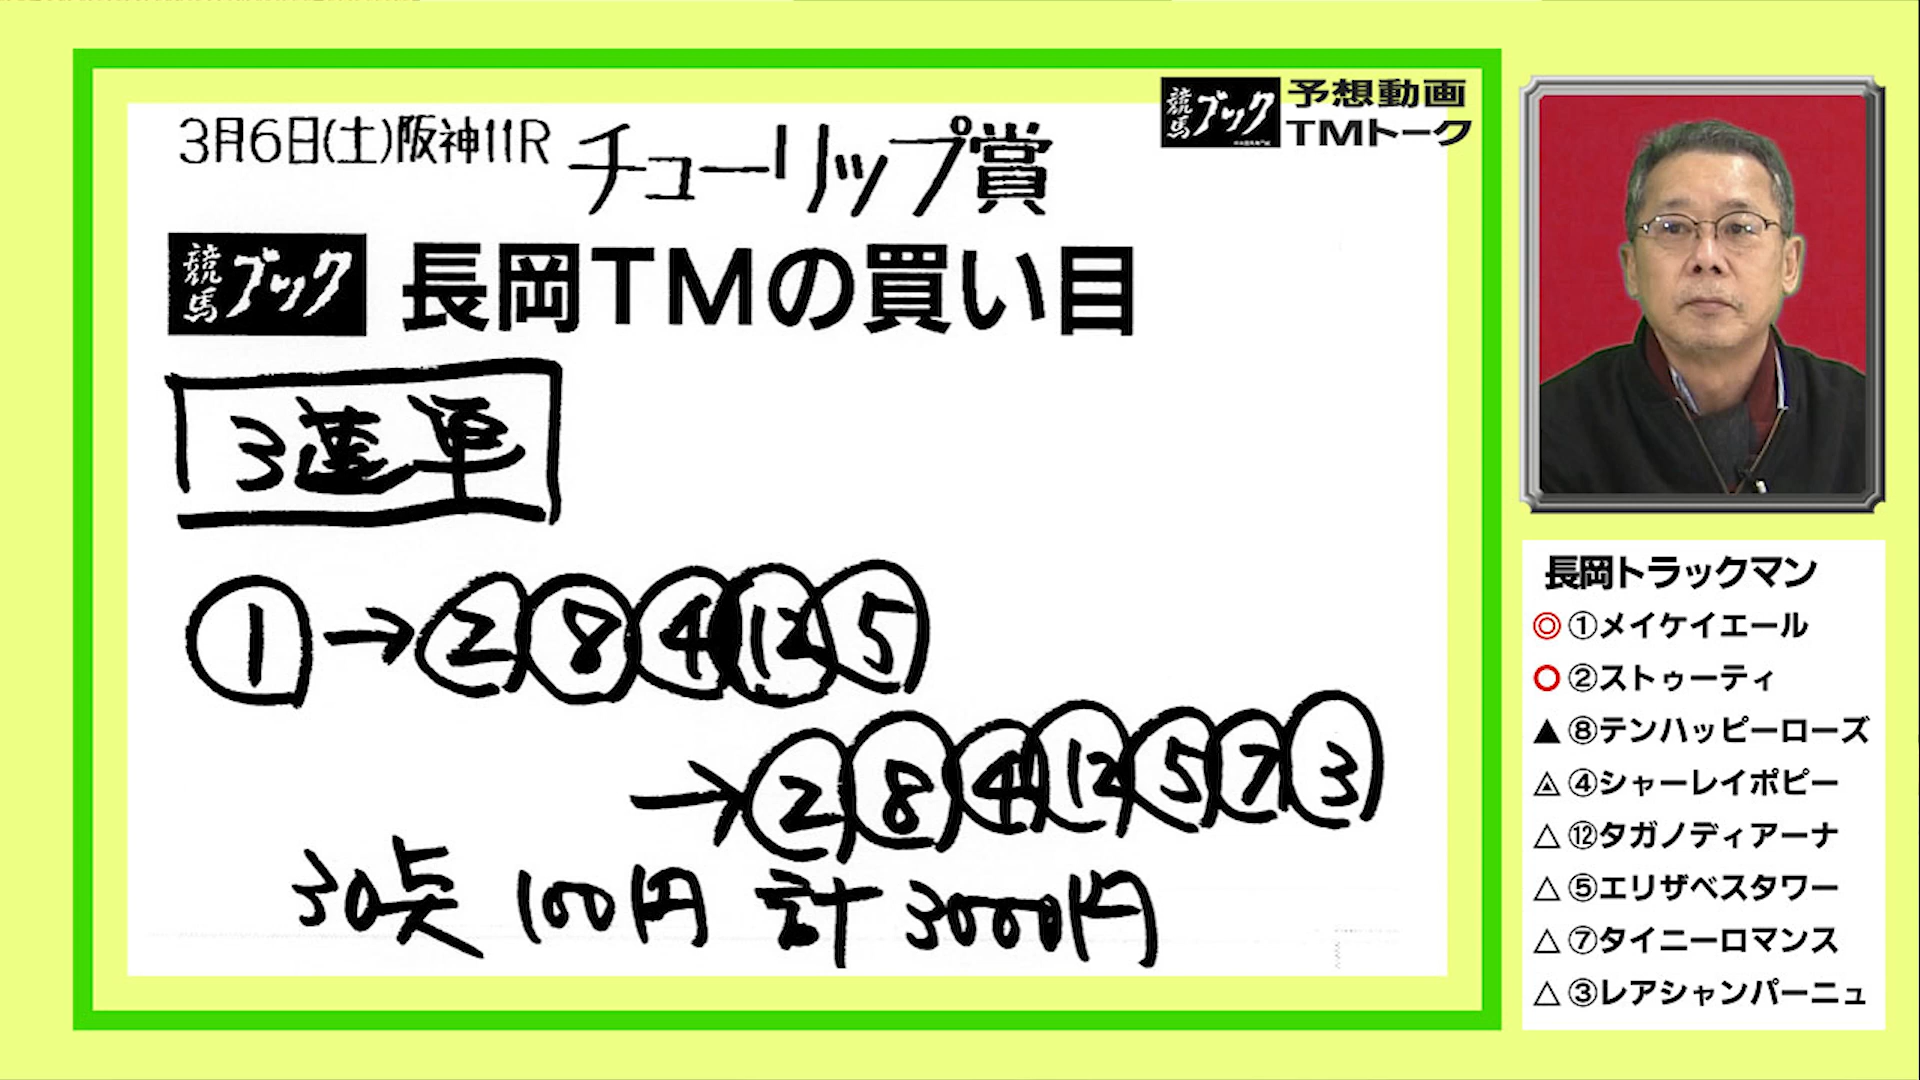 3月6日(土)阪神11R チューリップ賞
競馬ブック 予想動画
TMトーク
競馬ブック 長岡TMの買い目
3連単
①→②⑧④⑫⑤
→②⑧④⑫⑤⑦③
30点 100円 計3000円
長岡トラックマン
◎①メイケイエール
○②ストゥーティ
▲⑧テンハッピーローズ
④シャーレイポピー
△⑫タガノディアーナ
△⑤エリザベスタワー
△⑦タイニーロマンス
△③レアシャンパーニュ